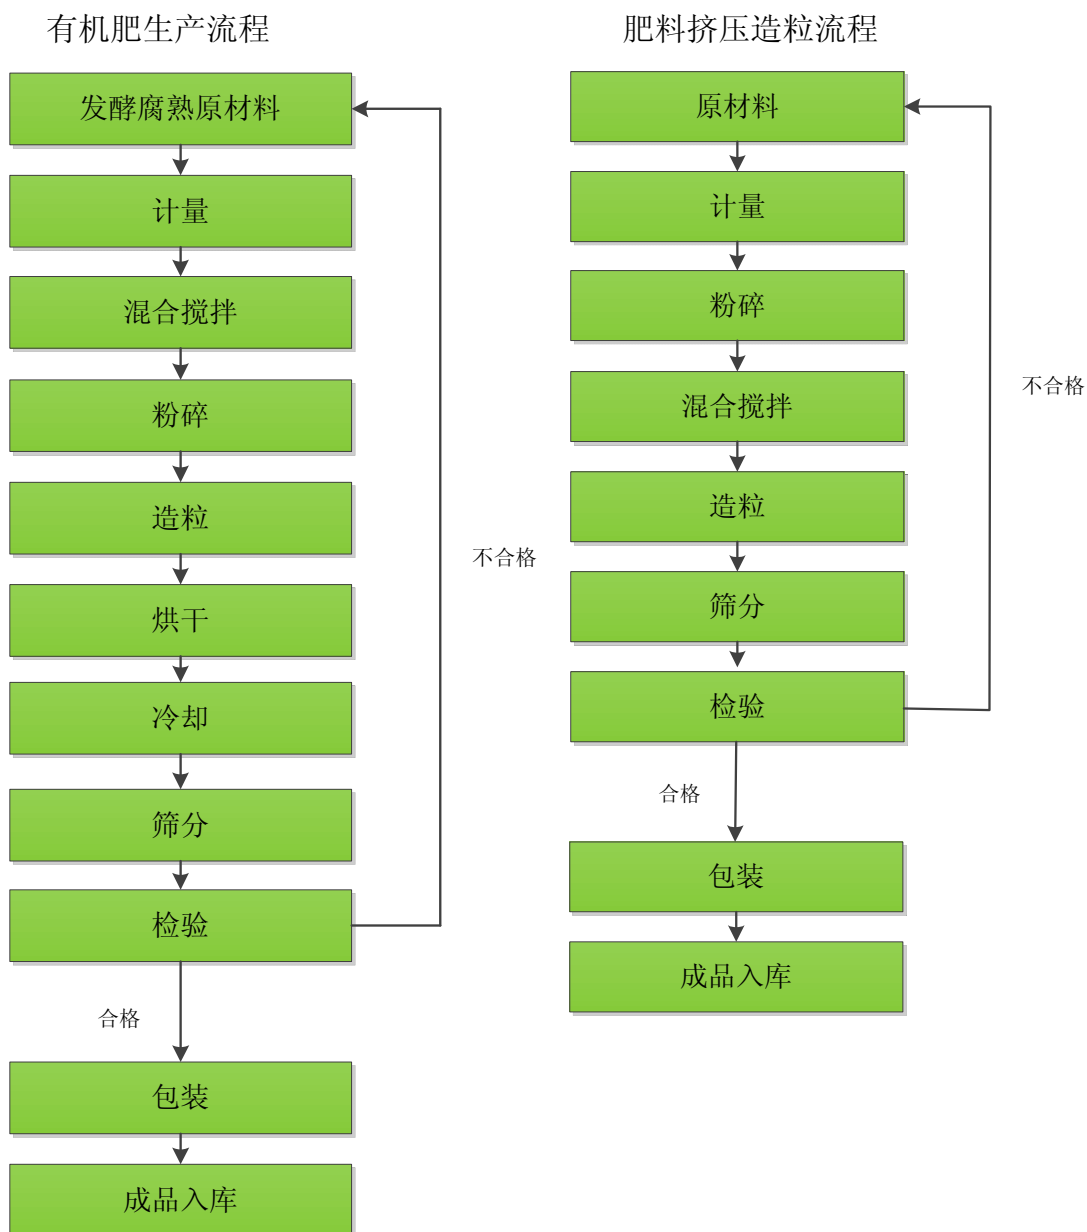 有机肥生产流程
发酵腐熟原材料
计量
混合搅拌
粉碎
造粒
烘干
冷却
筛分
检验
不合格
合格
包装
成品入库
肥料挤压造粒流程
原材料
计量
粉碎
混合搅拌
造粒
筛分
检验
不合格
合格
包装
成品入库